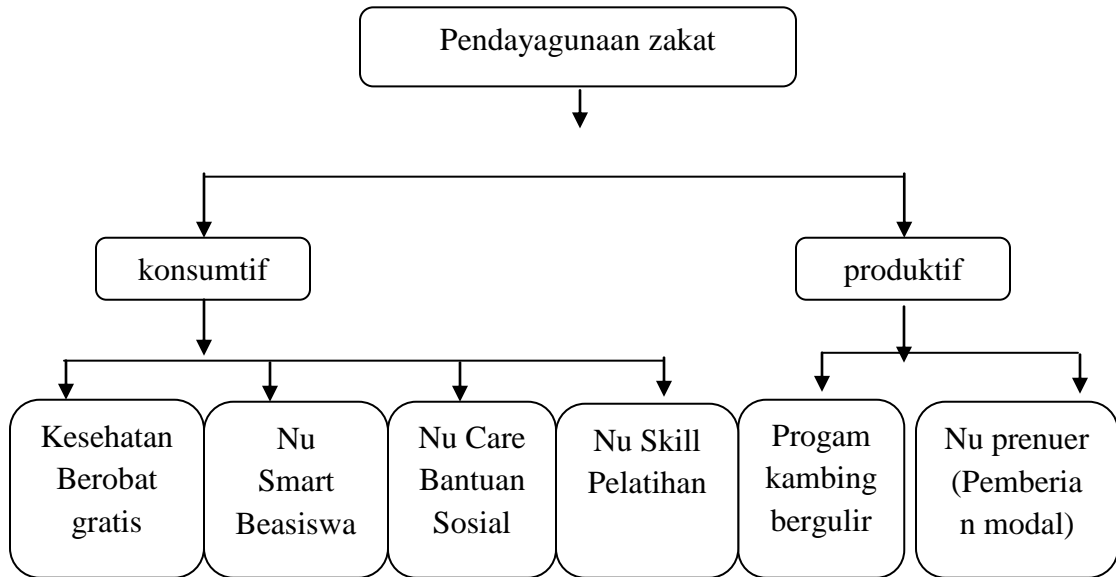 Pendayagunaan zakat
konsumtif
produktif
Kesehatan
Berobat
gratis
Nu
Smart
Beasiswa
Nu Care
Bantuan
Sosial
Nu Skill
Pelatihan
Progam
kambing
bergulir
Nu prenuer
(Pemberia
n modal)